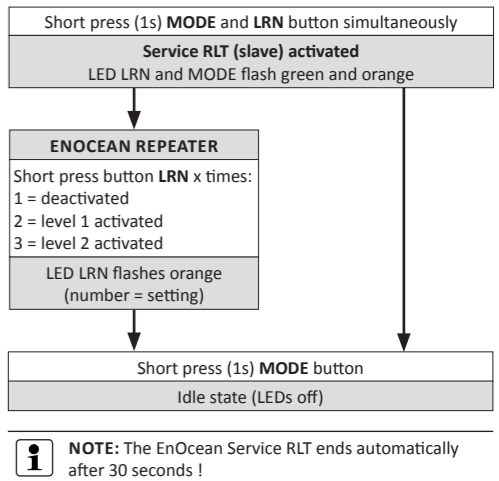 Short press (1s) MODE and LRN button simultaneously
Service RLT (slave) activated
LED LRN and MODE flash green and orange
ENOCEAN REPEATER
Short press button LRN x times:
1 = deactivated
2 = level 1 activated
3 = level 2 activated
LED LRN flashes orange
(number = setting)
Short press (1s) MODE button
Idle state (LEDs off)
NOTE: The EnOcean Service RLT ends automatically
after 30 seconds !